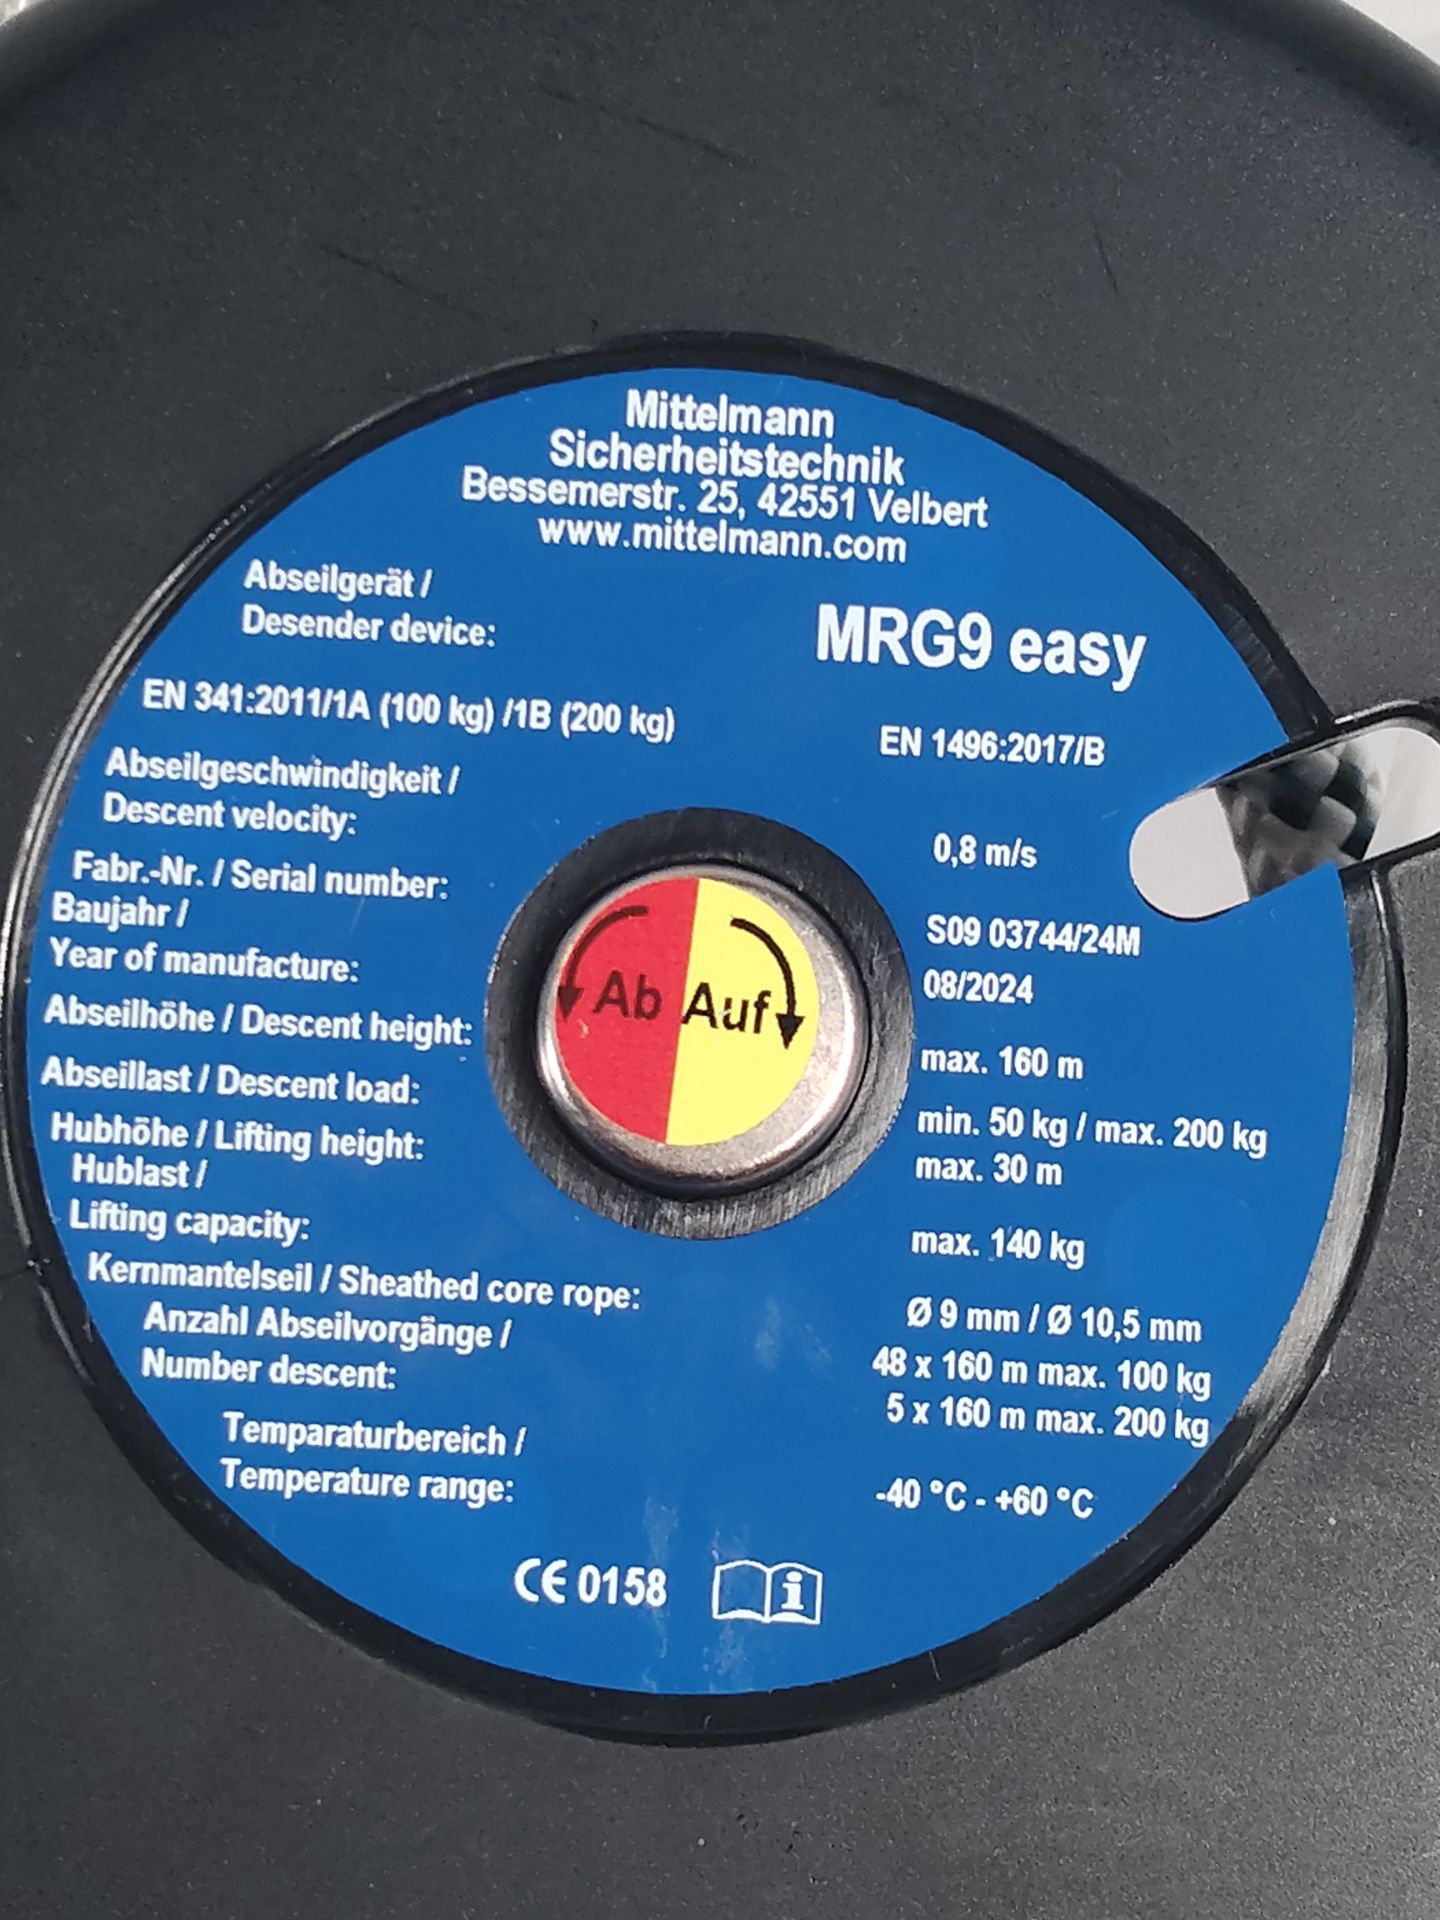 Mittelmann
Sicherheitstechnik
Bessemerstr. 25, 42551 Velbert
www.mittelmann.com
Abseilgerät /
Desender device:
MRG9 easy
EN 341:2011/1A (100 kg) /1B (200 kg)
EN 1496:2017/B
Abseilgeschwindigkeit /
Descent velocity:
0,8 m/s
Fabr.-Nr. / Serial number:
S09 03744/24M
Baujahr /
Year of manufacture:
08/2024
Abseilhöhe / Descent height:
max. 160 m
Abseillast / Descent load:
min. 50 kg / max. 200 kg
Hubhöhe / Lifting height:
max. 30 m
Hublast /
Lifting capacity:
max. 140 kg
Kernmantelseil / Sheathed core rope:
Ø 9 mm / Ø 10,5 mm
Anzahl Abseilvorgänge /
Number descent:
48 x 160 m max. 100 kg
5 x 160 m max. 200 kg
Temparaturbereich /
Temperature range:
-40 °C - +60 °C
CE 0158
Ab Auf